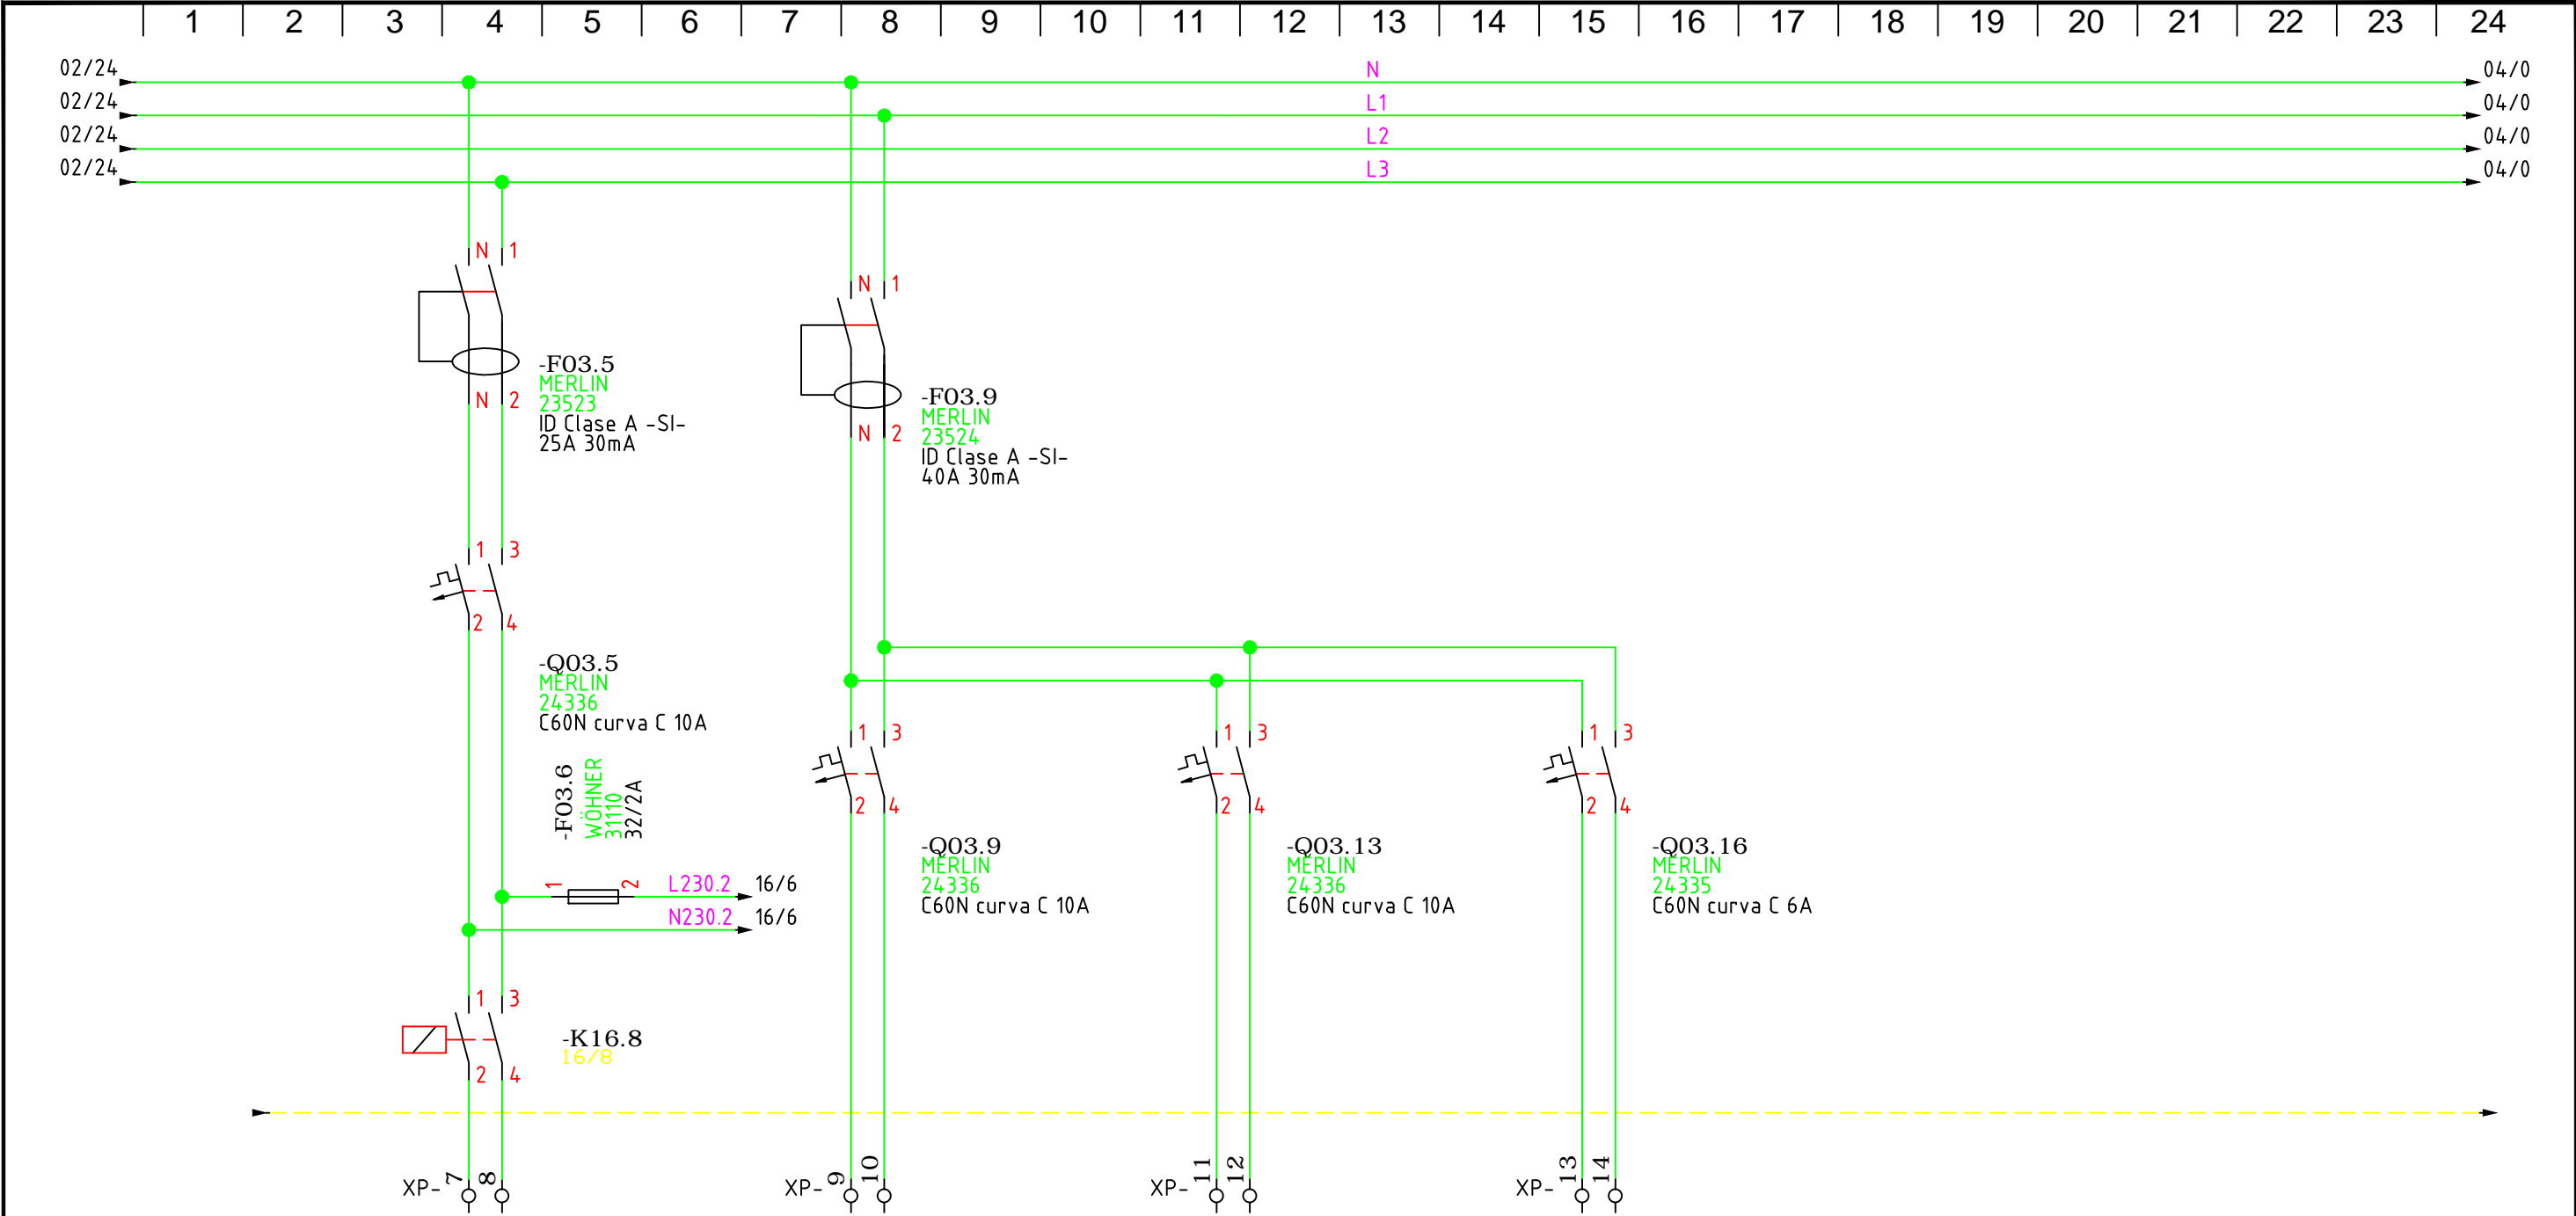 1 2 3 4 5 6 7 8 9 10 11 12 13 14 15 16 17 18 19 20 21 22 23 24
02/24 N 04/0
02/24 L1 04/0
02/24 L2 04/0
02/24 L3 04/0
N 1
N 2
-F03.5
MERLIN
23523
ID Clase A -SI-
25A 30mA
N 1
N 2
-F03.9
MERLIN
23524
ID Clase A -SI-
40A 30mA
1 3
2 4
-Q03.5
MERLIN
24336
C60N curva C 10A
-F03.6
WÖHNER
31110
32/2A
1 2
L230.2 16/6
N230.2 16/6
1 3
2 4
-Q03.9
MERLIN
24336
C60N curva C 10A
1 3
2 4
-Q03.13
MERLIN
24336
C60N curva C 10A
1 3
2 4
-Q03.16
MERLIN
24335
C60N curva C 6A
1 3
2 4
-K16.8
16/8
XP- 7 8
XP- 9 10
XP- 11 12
XP- 13 14